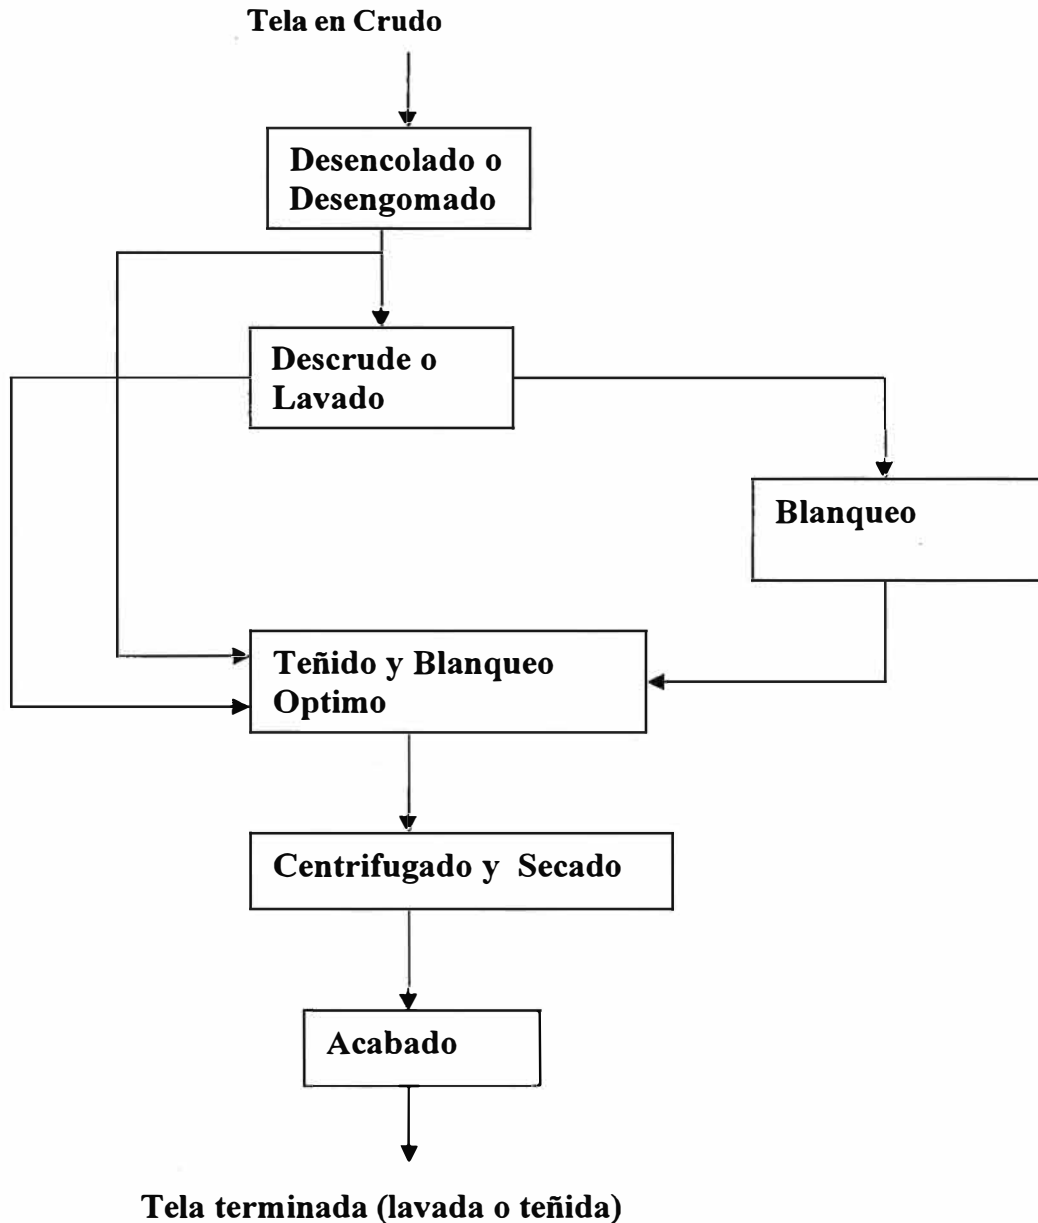 Tela en Crudo
Desencolado o
Desengomado
Descrude o
Lavado
Blanqueo
Teñido y Blanqueo
Optimo
Centrifugado y Secado
Acabado
Tela terminada (lavada o teñida)